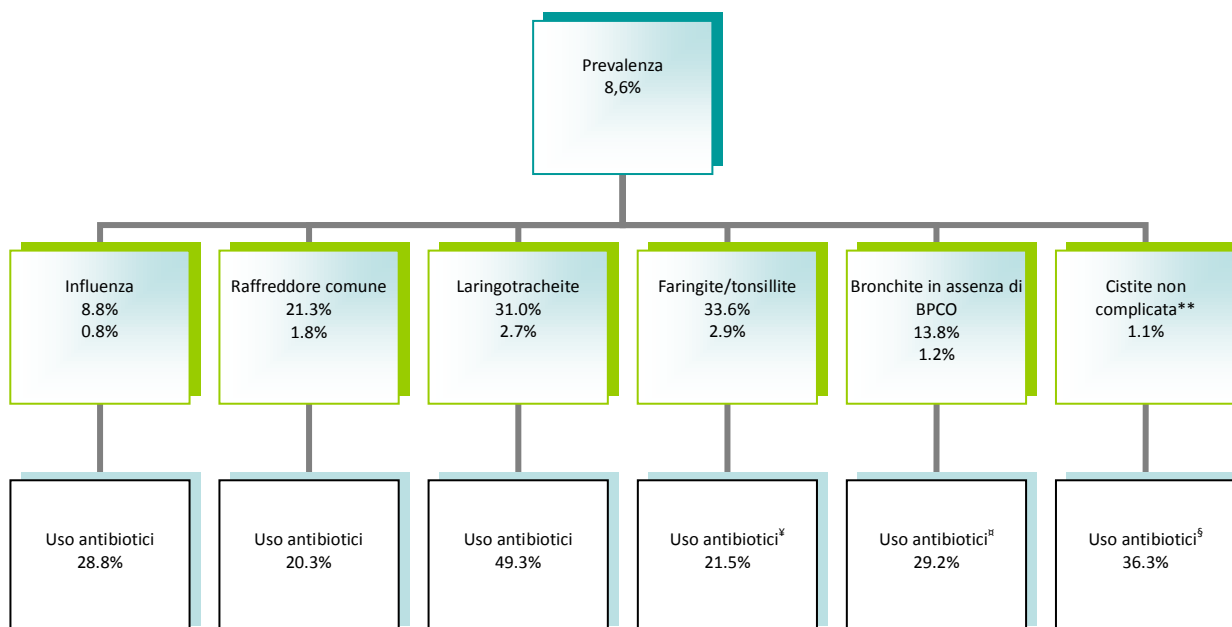 Prevalenza
8,6%
Influenza
8.8%
0.8%
Raffreddore comune
21.3%
1.8%
Laringotracheite
31.0%
2.7%
Faringite/tonsillite
33.6%
2.9%
Bronchite in assenza di
BPCO
13.8%
1.2%
Cistite non
complicata**
1.1%
Uso antibiotici
28.8%
Uso antibiotici
20.3%
Uso antibiotici
49.3%
Uso antibiotici¥
21.5%
Uso antibiotici¤
29.2%
Uso antibiotici§
36.3%